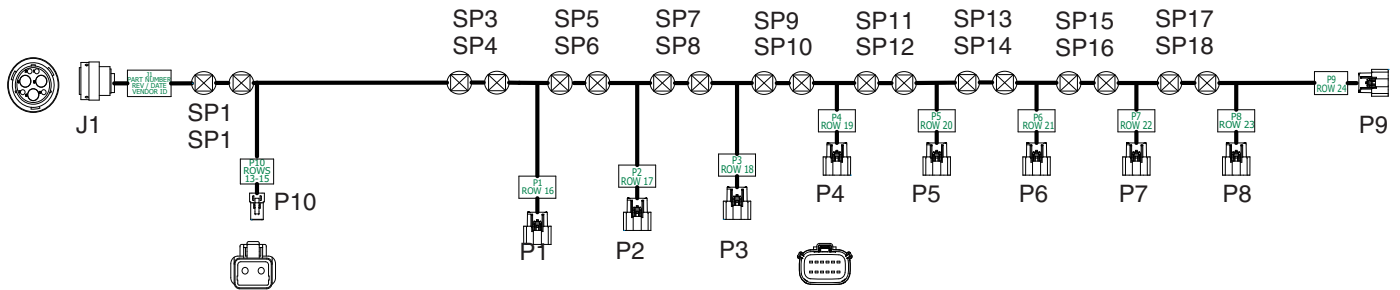 SP3 SP5 SP7 SP9 SP11 SP13 SP15 SP17
SP4 SP6 SP8 SP10 SP12 SP14 SP16 SP18
J1
PART NUMBER
REV / DATE
VENDOR ID
P9
ROW 24
J1
SP1
SP1
P9
P4
ROW 19
P5
ROW 20
P6
ROW 21
P7
ROW 22
P8
ROW 23
P10
ROWS
13-15
P1
ROW 16
P2
ROW 17
P3
ROW 18
P10
P4 P5 P6 P7 P8
P1 P2 P3